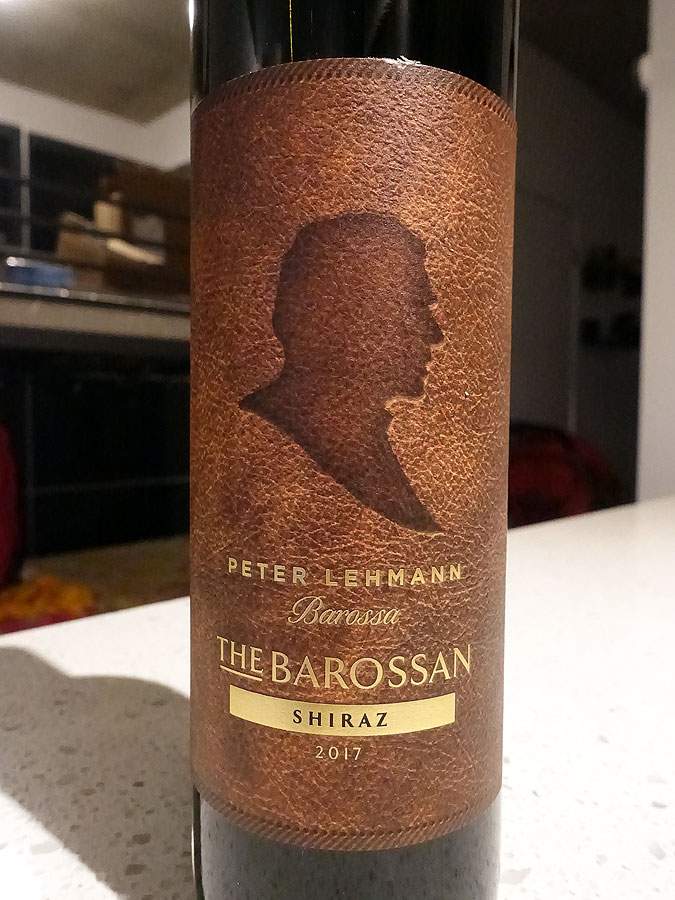 PETER LEHMANN
Barossa
THE BAROSSAN
SHIRAZ
2017